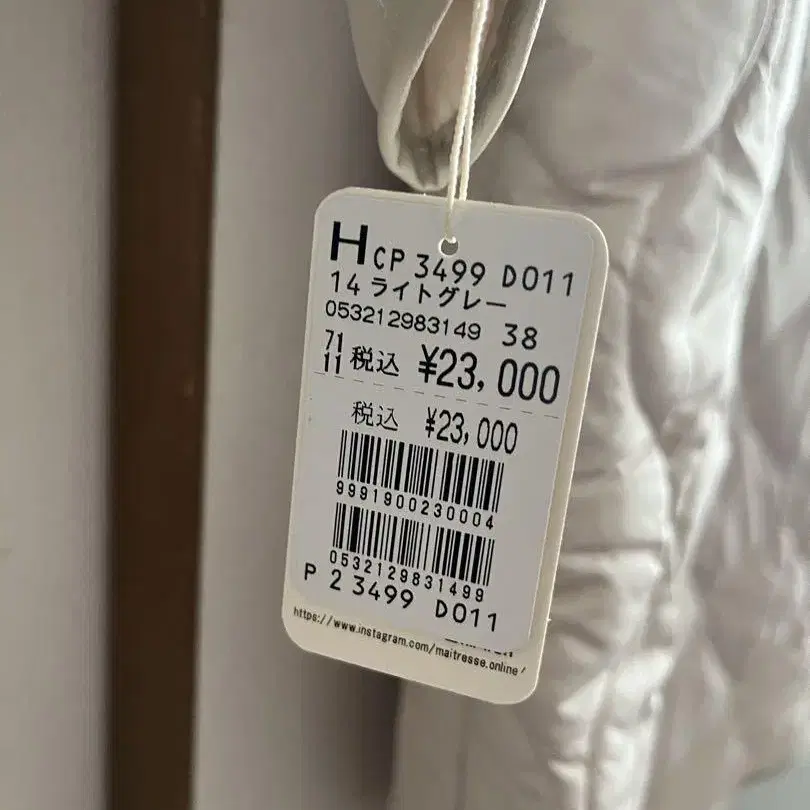 H CP 3499 D011
14 ライトグレー
053212983149 38
71
11 税込 ¥23,000
税込 ¥23,000
9991900230004
0532129831499
P 2 3499 D011
https://www.instagram.com/maitresse.online/